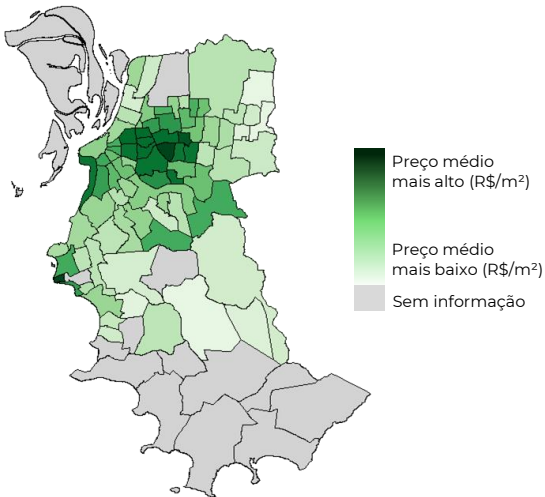 Preço médio
mais alto (R$/m²)
Preço médio
mais baixo (R$/m²)
Sem informação